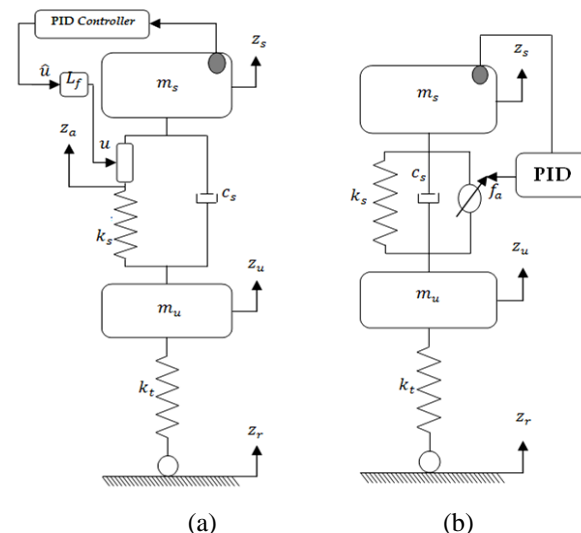 PID Controller
û
L_f
z_a
u
k_s
c_s
m_s
z_s
m_u
z_u
k_t
z_r
(a)
m_s
z_s
k_s
c_s
f_a
PID
m_u
z_u
k_t
z_r
(b)